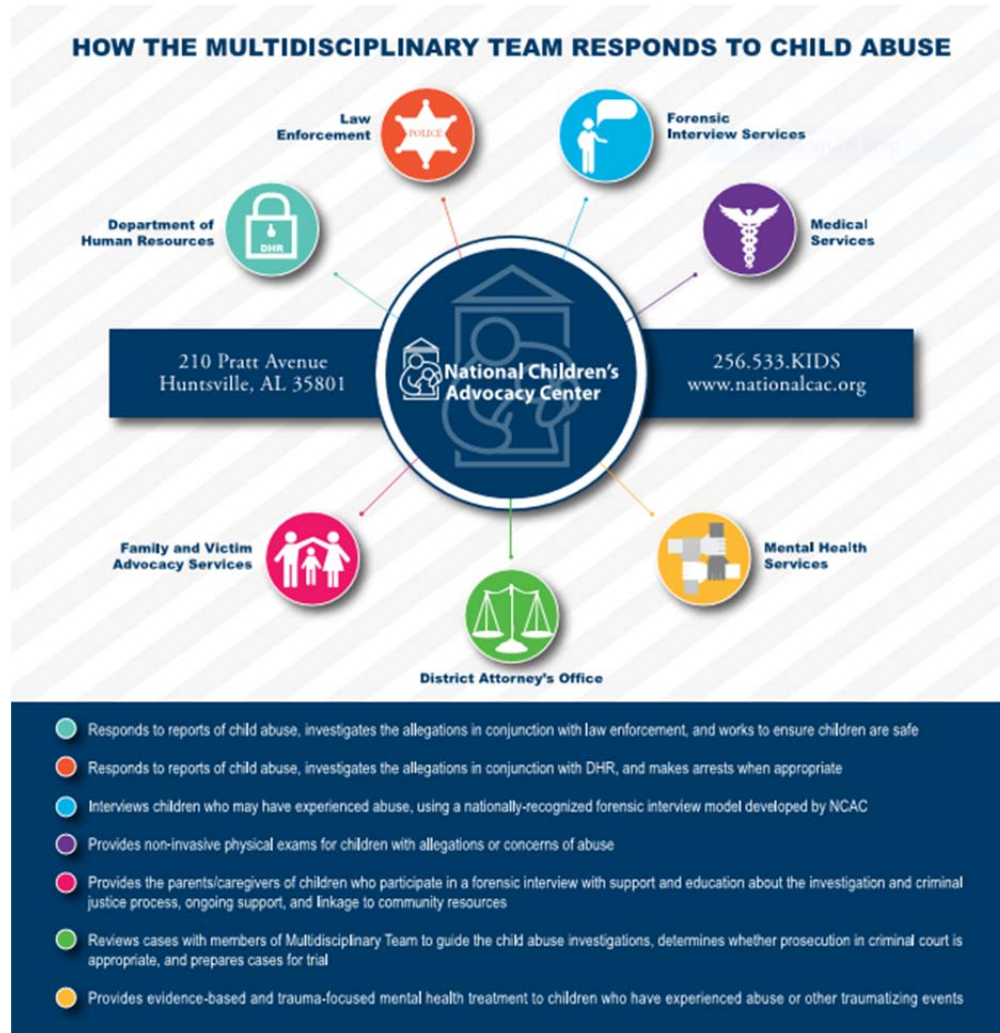 HOW THE MULTIDISCIPLINARY TEAM RESPONDS TO CHILD ABUSE
Law
Enforcement
POLICE
Forensic
Interview Services
Department of
Human Resources
DHR
Medical
Services
210 Pratt Avenue
Huntsville, AL 35801
National Children's
Advocacy Center
256.533.KIDS
www.nationalcac.org
Family and Victim
Advocacy Services
Mental Health
Services
District Attorney's Office
Responds to reports of child abuse, investigates the allegations in conjunction with law enforcement, and works to ensure children are safe
Responds to reports of child abuse, investigates the allegations in conjunction with DHR, and makes arrests when appropriate
Interviews children who may have experienced abuse, using a nationally-recognized forensic interview model developed by NCAC
Provides non-invasive physical exams for children with allegations or concerns of abuse
Provides the parents/caregivers of children who participate in a forensic interview with support and education about the investigation and criminal
justice process, ongoing support, and linkage to community resources
Reviews cases with members of Multidisciplinary Team to guide the child abuse investigations, determines whether prosecution in criminal court is
appropriate, and prepares cases for trial
Provides evidence-based and trauma-focused mental health treatment to children who have experienced abuse or other traumatizing events